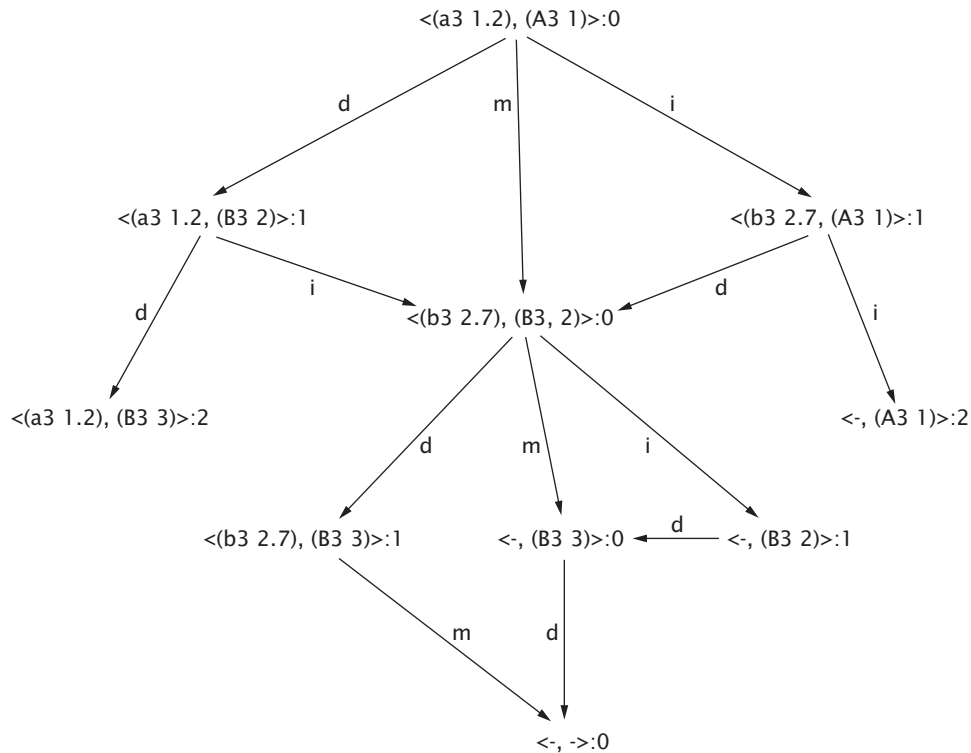 <(a3 1.2), (A3 1)>:0
d
m
i
<(a3 1.2, (B3 2)>:1
<(b3 2.7, (A3 1)>:1
d
i
d
i
<(b3 2.7), (B3, 2)>:0
<(a3 1.2), (B3 3)>:2
<-, (A3 1)>:2
d
m
i
<(b3 2.7), (B3 3)>:1
<-, (B3 3)>:0
d
<-, (B3 2)>:1
m
d
<-, ->:0